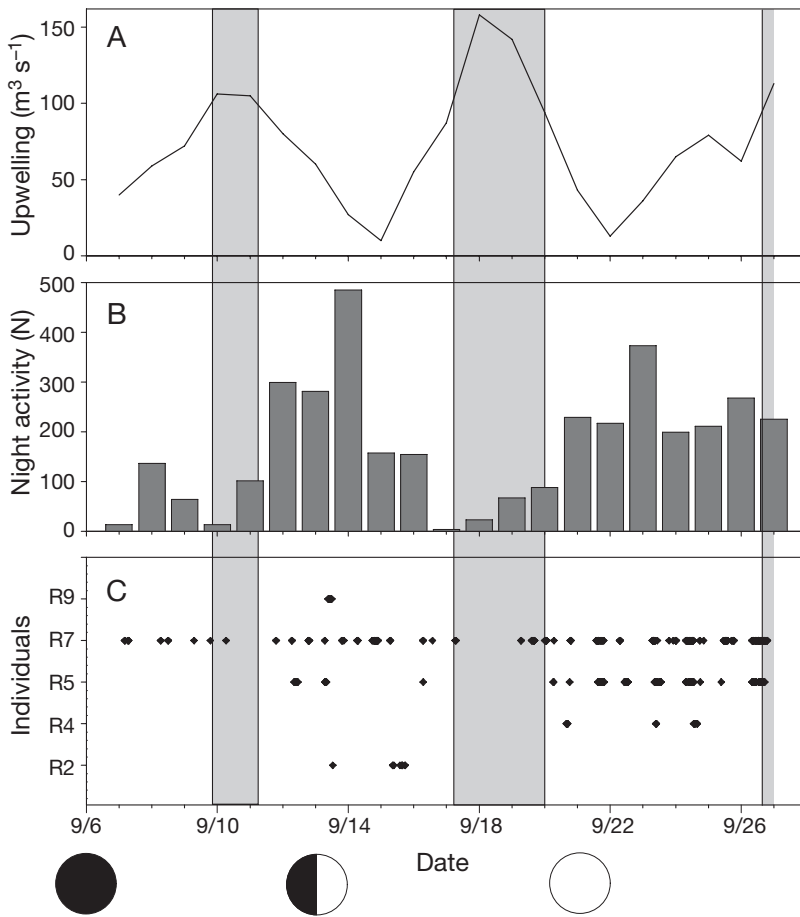 A
Upwelling (m³ s⁻¹)
150
100
50
0
B
Night activity (N)
500
400
300
200
100
0
C
Individuals
R9
R7
R5
R4
R2
9/6 9/10 9/14 9/18 9/22 9/26
Date